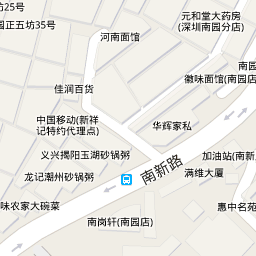 坊25号
元和堂大药房
(深圳南园分店)
园正五坊35号
河南面馆
南园
徽味面馆(南园店
佳润百货
中国移动(新祥
记特约代理点)
华辉家私
义兴揭阳玉湖砂锅粥
加油站(南新
南新路
龙记潮州砂锅粥
满维大厦
味农家大碗菜
惠中名苑
南岗轩(南园店)